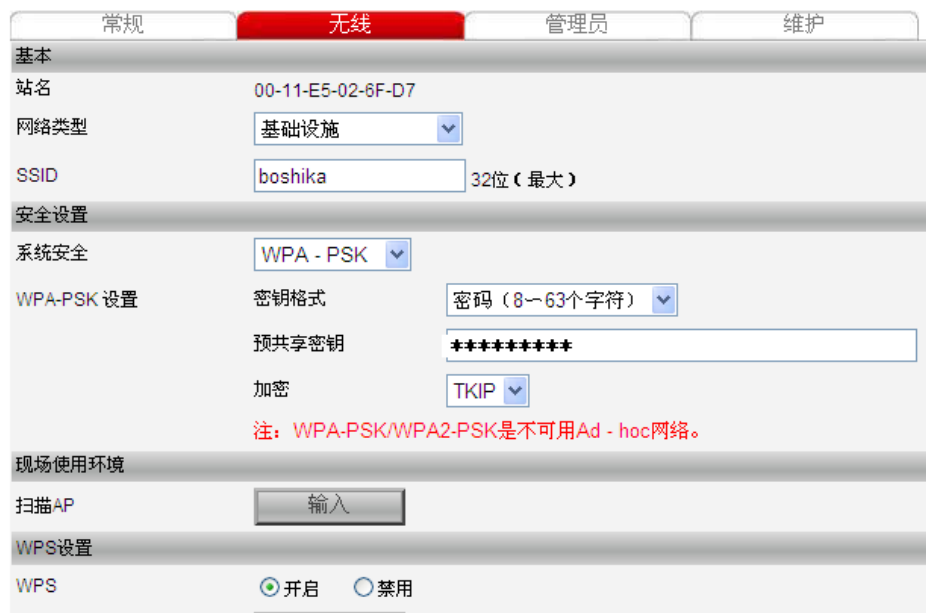 常规 无线 管理员 维护
基本
站名 00-11-E5-02-6F-D7
网络类型 基础设施
SSID boshika 32位(最大)
安全设置
系统安全 WPA - PSK
WPA-PSK 设置 密钥格式 密码(8～63个字符)
预共享密钥 *********
加密 TKIP
注：WPA-PSK/WPA2-PSK是不可用Ad - hoc网络。
现场使用环境
扫描AP 输入
WPS设置
WPS 开启 禁用